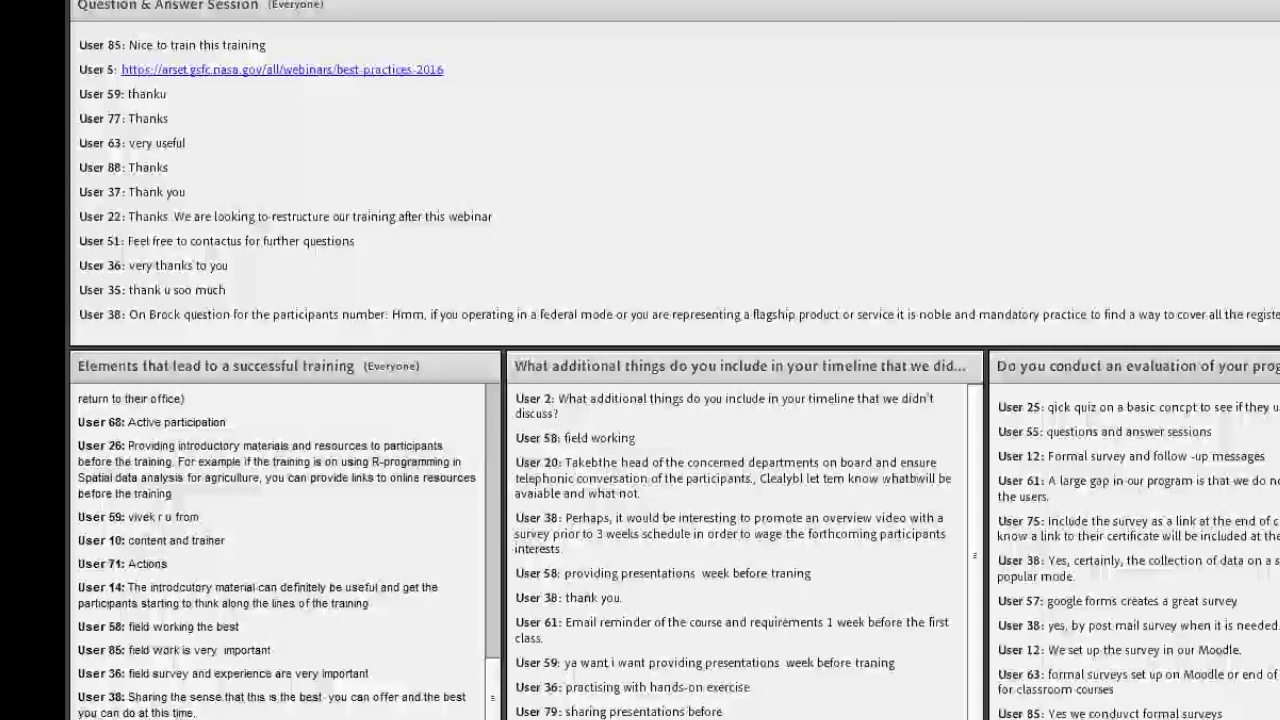 Question & Answer Session (Everyone)
User 85: Nice to train this training
User 5: https://arset.gsfc.nasa.gov/all/webinars/best-practices-2016
User 59: thanku
User 77: Thanks
User 63: very useful
User 88: Thanks
User 37: Thank you
User 22: Thanks We are looking to restructure our training after this webinar
User 51: Feel free to contactus for further questions
User 36: very thanks to you
User 35: thank u soo much
User 38: On Brock question for the participants number: Hmm, if you operating in a federal mode or you are representing a flagship product or service it is noble and mandatory practice to find a way to cover all the registe
Elements that lead to a successful training (Everyone)
return to their office.)
User 68: Active participation
User 26: Providing introductory materials and resources to participants
before the training. For example if the training is on using R-programming in
Spatial data analysis for agriculture, you can provide links to online resources
before the training
User 59: vivek r u from
User 10: content and trainer
User 71: Actions
User 14: The introdcutory material can definitely be useful and get the
participants starting to think along the lines of the training
User 58: field working the best
User 85: field work is very important
User 36: field survey and experience are very important
User 38: Sharing the sense that this is the best you can offer and the best
you can do at this time.
What additional things do you include in your timeline that we did...
User 2: What additional things do you include in your timeline that we didn't
discuss?
User 58: field working
User 20: Takebthe head of the concerned departments on board and ensure
telephonic conversation of the participants., Clealybl let tem know whatbwill be
avaiable and what not.
User 38: Perhaps, it would be interesting to promote an overview video with a
survey prior to 3 weeks schedule in order to wage the forthcoming participants
interests.
User 58: providing presentations week before traning
User 38: thank you.
User 61: Email reminder of the course and requirements 1 week before the first
class.
User 59: ya want i want providing presentations week before traning
User 36: practising with hands-on exercise
User 79: sharing presentations before
Do you conduct an evaluation of your prog
User 25: qick quiz on a basic concpt to see if they u
User 55: questions and answer sessions
User 12: Formal survey and follow -up messages
User 61: A large gap in our program is that we do no
the users.
User 75: Include the survey as a link at the end of c
know a link to their certificate will be included at the
User 38: Yes, certainly, the collection of data on a s
popular mode.
User 57: google forms creates a great survey
User 38: yes, by post mail survey when it is needed.
User 12: We set up the survey in our Moodle.
User 63: formal surveys set up on Moodle or end of
for classroom courses
User 85: Yes we conduvct formal surveys